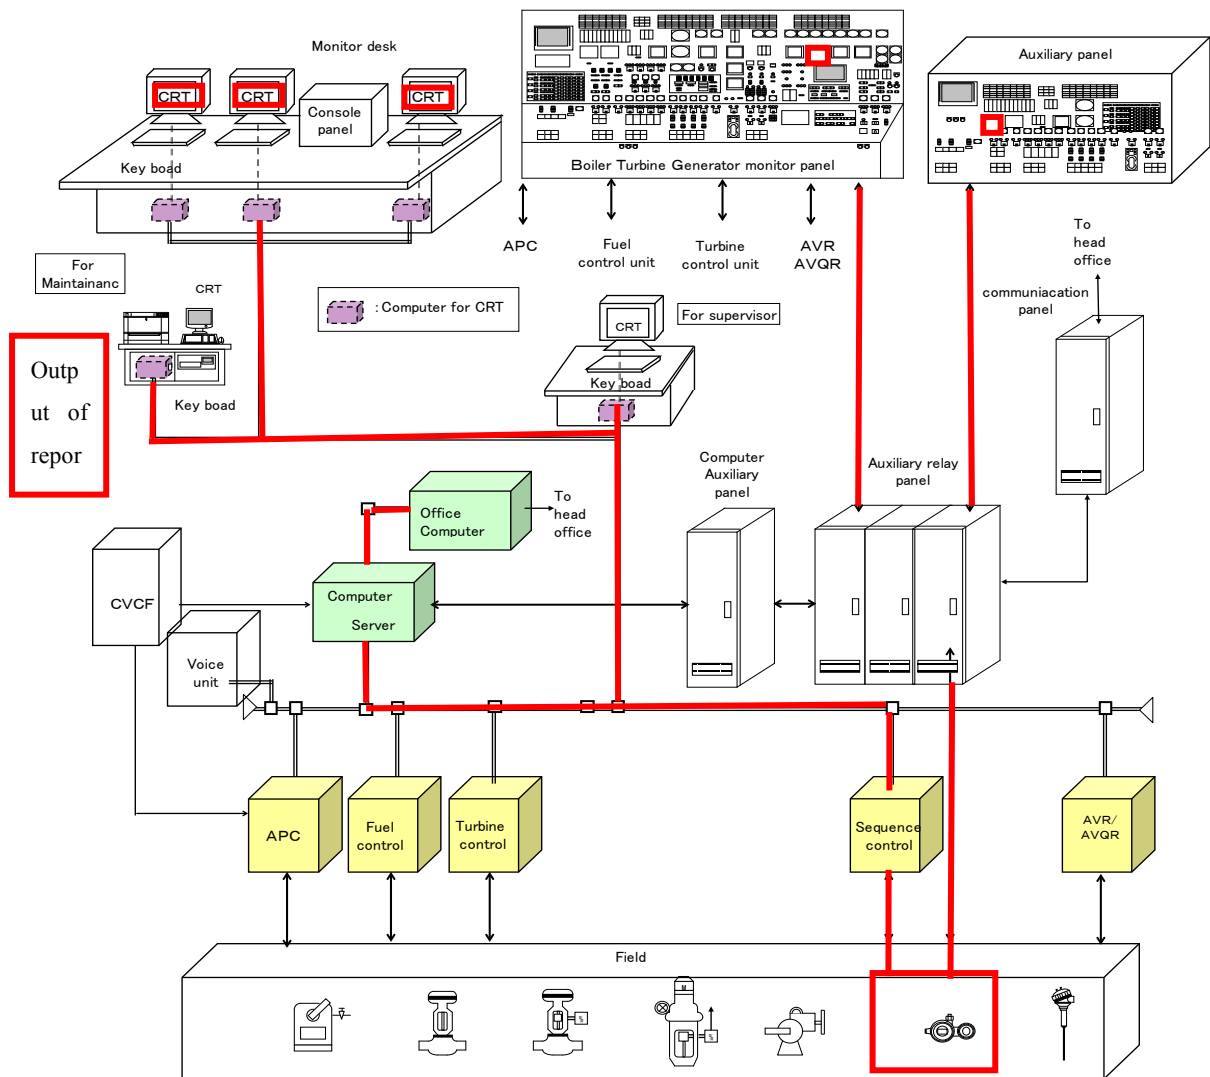 Monitor desk
CRT
CRT
CRT
Console
panel
Key boad
Boiler Turbine Generator monitor panel
Auxiliary panel
APC
Fuel
control unit
Turbine
control unit
AVR
AVQR
To
head
office
communiacation
panel
For
Maintainanc
CRT
: Computer for CRT
CRT
For supervisor
Key boad
Outp
ut of
repor
Key boad
Computer
Auxiliary
panel
Auxiliary relay
panel
Office
Computer
To
head
office
CVCF
Computer
Server
Voice
unit
APC
Fuel
control
Turbine
control
Sequence
control
AVR/
AVQR
Field